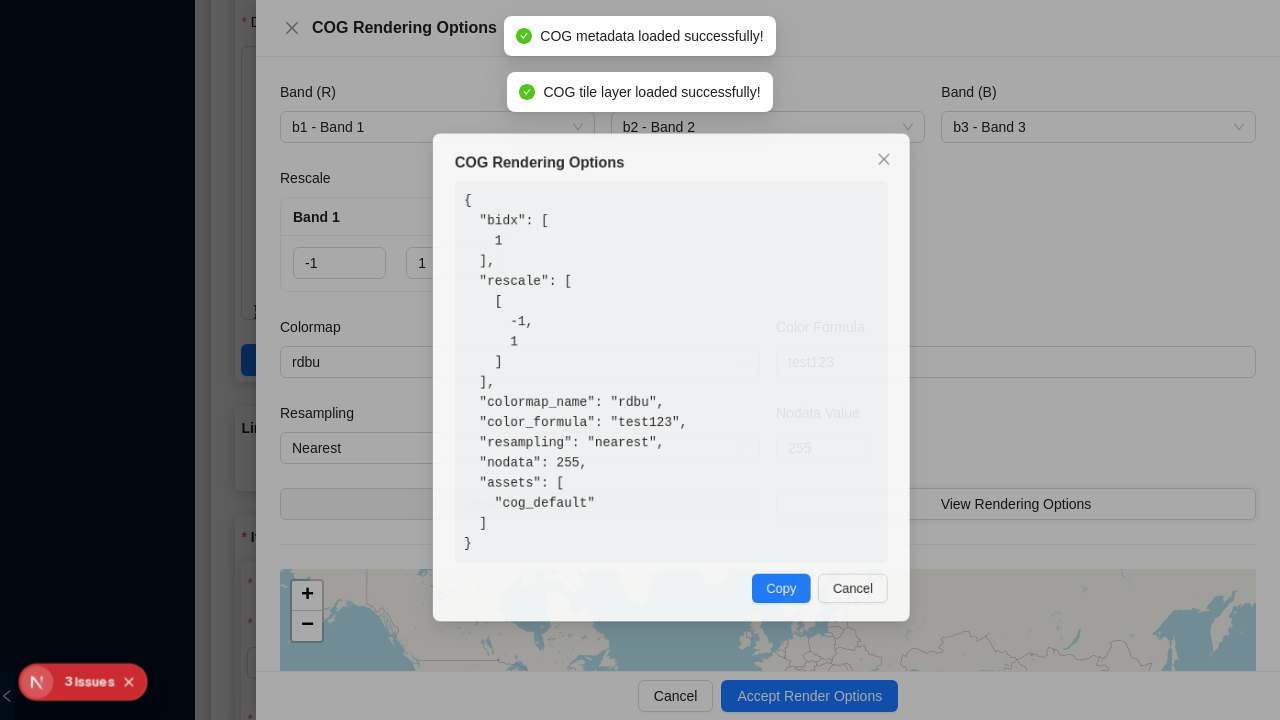 COG Rendering Options
COG metadata loaded successfully!
COG tile layer loaded successfully!
Band (R)
Band (B)
b1 - Band 1
b2 - Band 2
b3 - Band 3
Rescale
Band 1
-1
1
Colormap
Color Formula
rdbu
test123
Resampling
Nodata Value
Nearest
255
View Rendering Options
COG Rendering Options
{
"bidx": [
1
],
"rescale": [
[
-1,
1
]
],
"colormap_name": "rdbu",
"color_formula": "test123",
"resampling": "nearest",
"nodata": 255,
"assets": [
"cog_default"
]
}
Copy
Cancel
+
−
Cancel
Accept Render Options
3 Issues